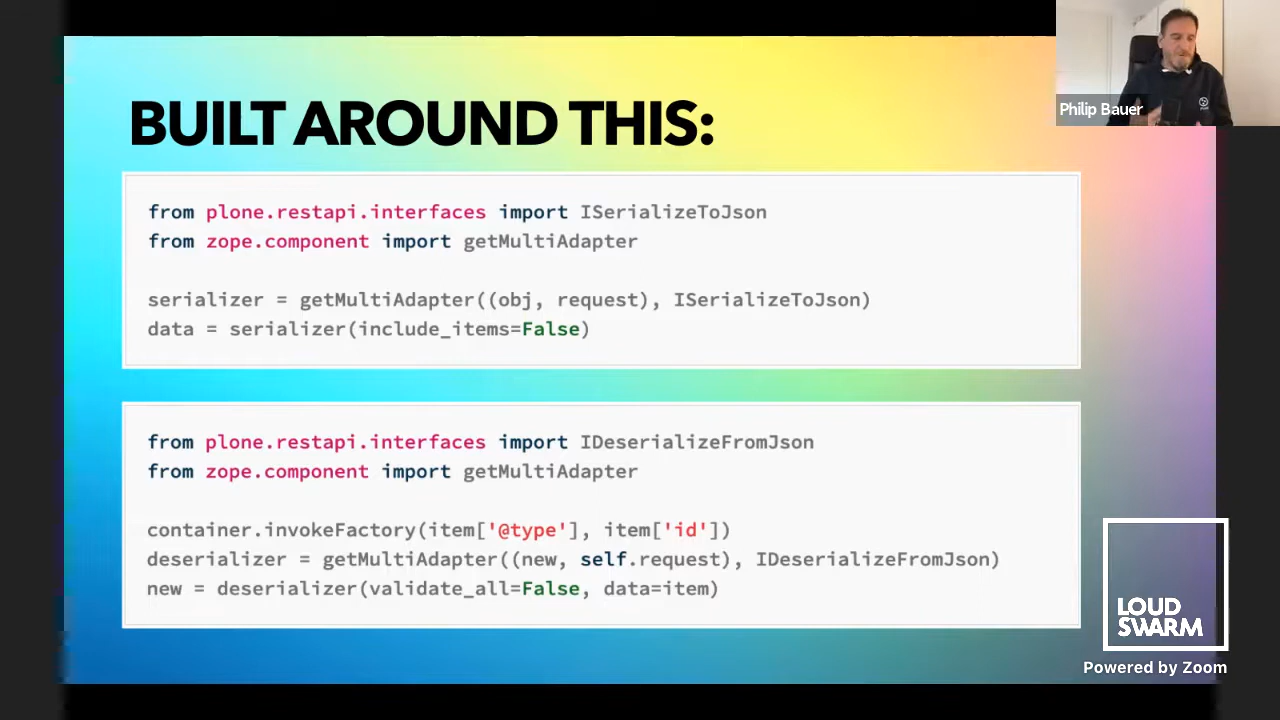 BUILT AROUND THIS:
Philip Bauer
from plone.restapi.interfaces import ISerializeToJson
from zope.component import getMultiAdapter
serializer = getMultiAdapter((obj, request), ISerializeToJson)
data = serializer(include_items=False)
from plone.restapi.interfaces import IDeserializeFromJson
from zope.component import getMultiAdapter
container.invokeFactory(item['@type'], item['id'])
deserializer = getMultiAdapter((new, self.request), IDeserializeFromJson)
new = deserializer(validate_all=False, data=item)
LOUD
SWARM
Powered by Zoom